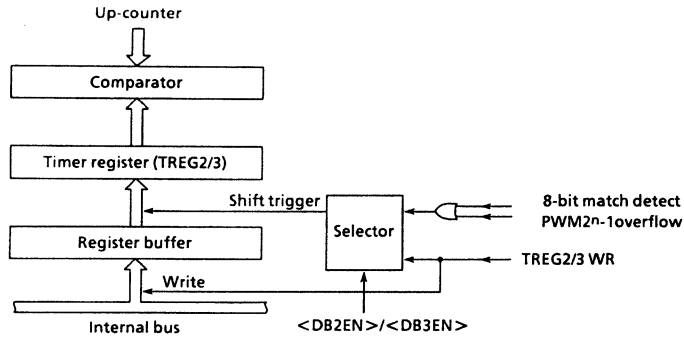 Up-counter
Comparator
Timer register (TREG2/3)
Shift trigger
8-bit match detect
PWM2ⁿ-1overflow
Selector
Register buffer
TREG2/3 WR
Write
Internal bus
<DB2EN>/<DB3EN>